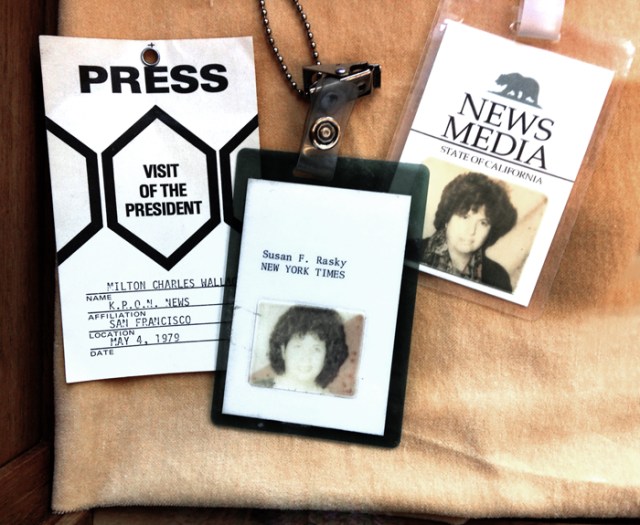 PRESS
VISIT
OF THE
PRESIDENT
MILTON CHARLES
NAME
K.P.O.N. NEWS
AFFILIATION
SAN FRANCISCO
LOCATION
MAY 4, 1979
DATE
Susan F. Rasky
NEW YORK TIMES
NEWS
MEDIA
STATE OF CALIFORNIA